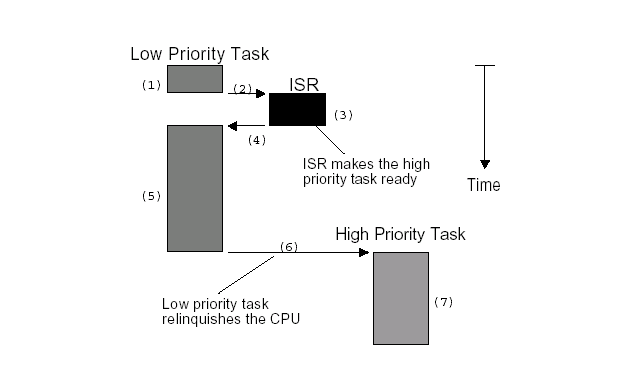 Low Priority Task
(1)
(2)
ISR
(3)
(4)
ISR makes the high
priority task ready
Time
(5)
High Priority Task
(6)
Low priority task
relinquishes the CPU
(7)